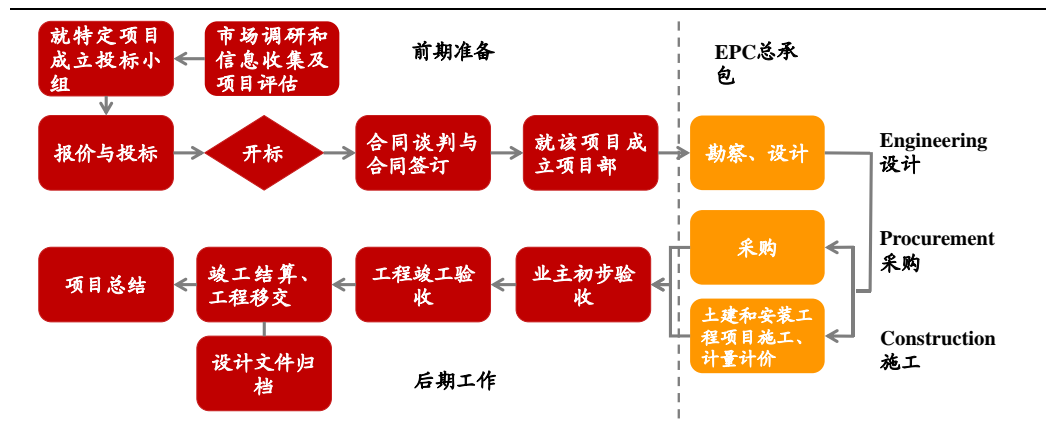 就特定项目
成立投标小
组
市场调研和
信息收集及
项目评估
前期准备
EPC总承
包
报价与投标
开标
合同谈判与
合同签订
就该项目成
立项目部
勘察、设计
Engineering
设计
项目总结
竣工结算、
工程移交
工程竣工验
收
业主初步验
收
采购
Procurement
采购
土建和安装工
程项目施工、
计量计价
Construction
施工
设计文件归
档
后期工作